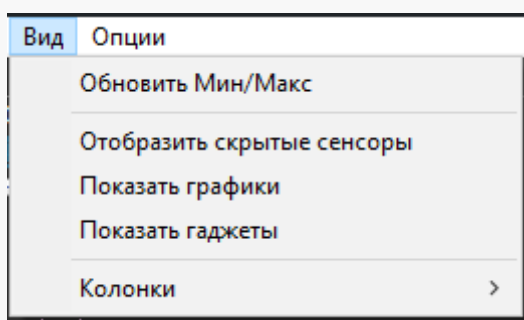 Вид Опции
Обновить Мин/Макс
Отобразить скрытые сенсоры
Показать графики
Показать гаджеты
Колонки